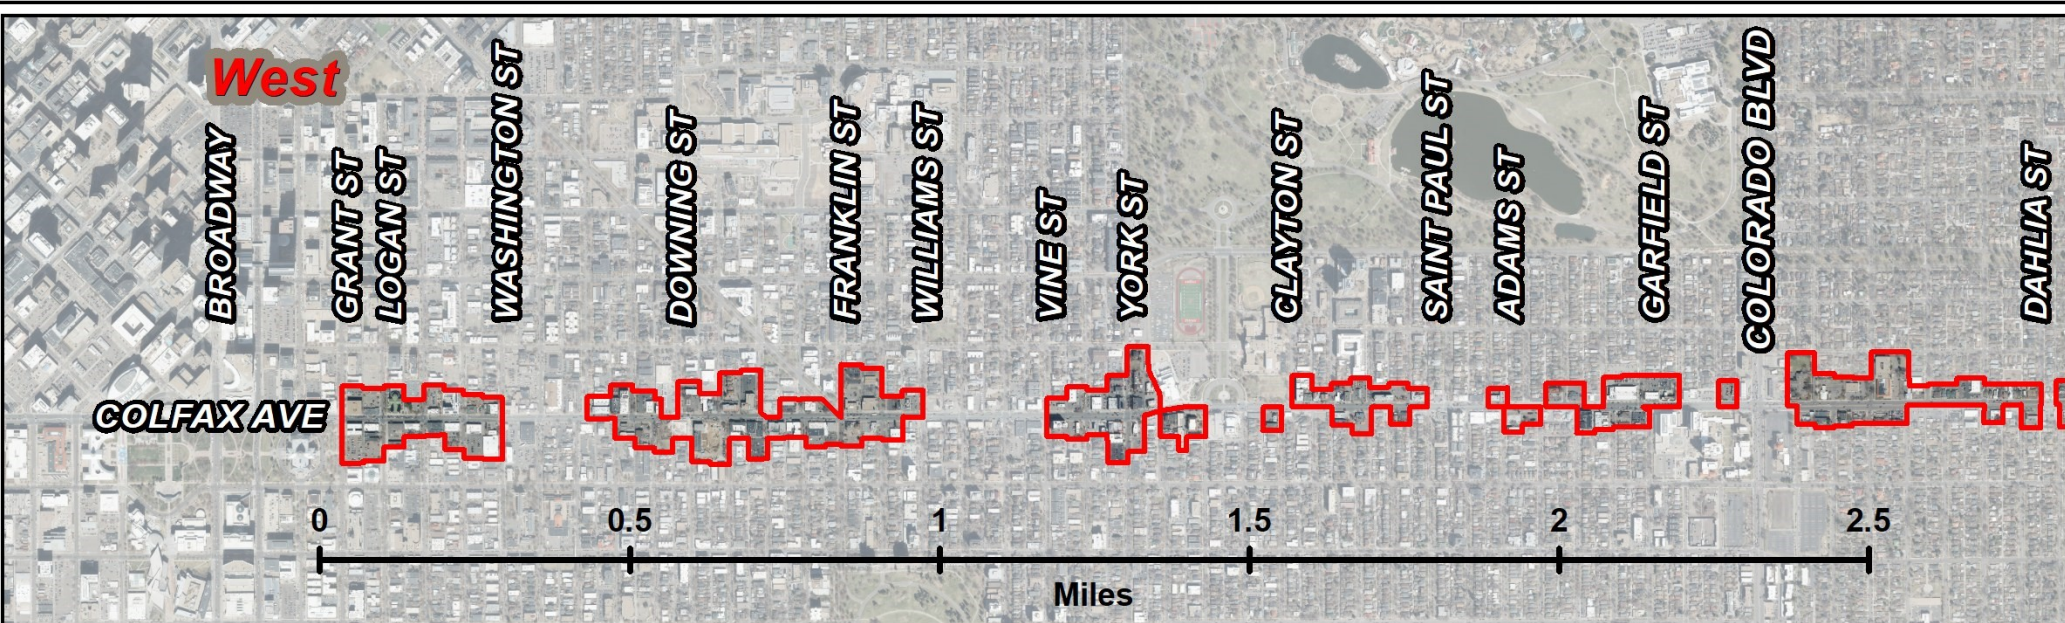 West
BROADWAY
GRANT ST
LOGAN ST
WASHINGTON ST
DOWNING ST
FRANKLIN ST
WILLIAMS ST
VINE ST
YORK ST
CLAYTON ST
SAINT PAUL ST
ADAMS ST
GARFIELD ST
COLORADO BLVD
DAHLIA ST
COLFAX AVE
0 0.5 1 1.5 2 2.5
Miles